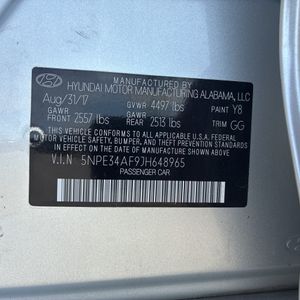 MANUFACTURED BY
HYUNDAI MOTOR MANUFACTURING ALABAMA, LLC
Aug/31/17 GVWR 4497 lbs PAINT Y8
GAWR FRONT 2557 lbs GAWR REAR 2513 lbs TRIM GG
THIS VEHICLE CONFORMS TO ALL APPLICABLE U.S. FEDERAL
MOTOR VEHICLE SAFETY, BUMPER, AND THEFT PREVENTION
STANDARDS IN EFFECT ON THE DATE OF MANUFACTURE SHOWN ABOVE.
V.I.N : 5NPE34AF9JH648965
PASSENGER CAR